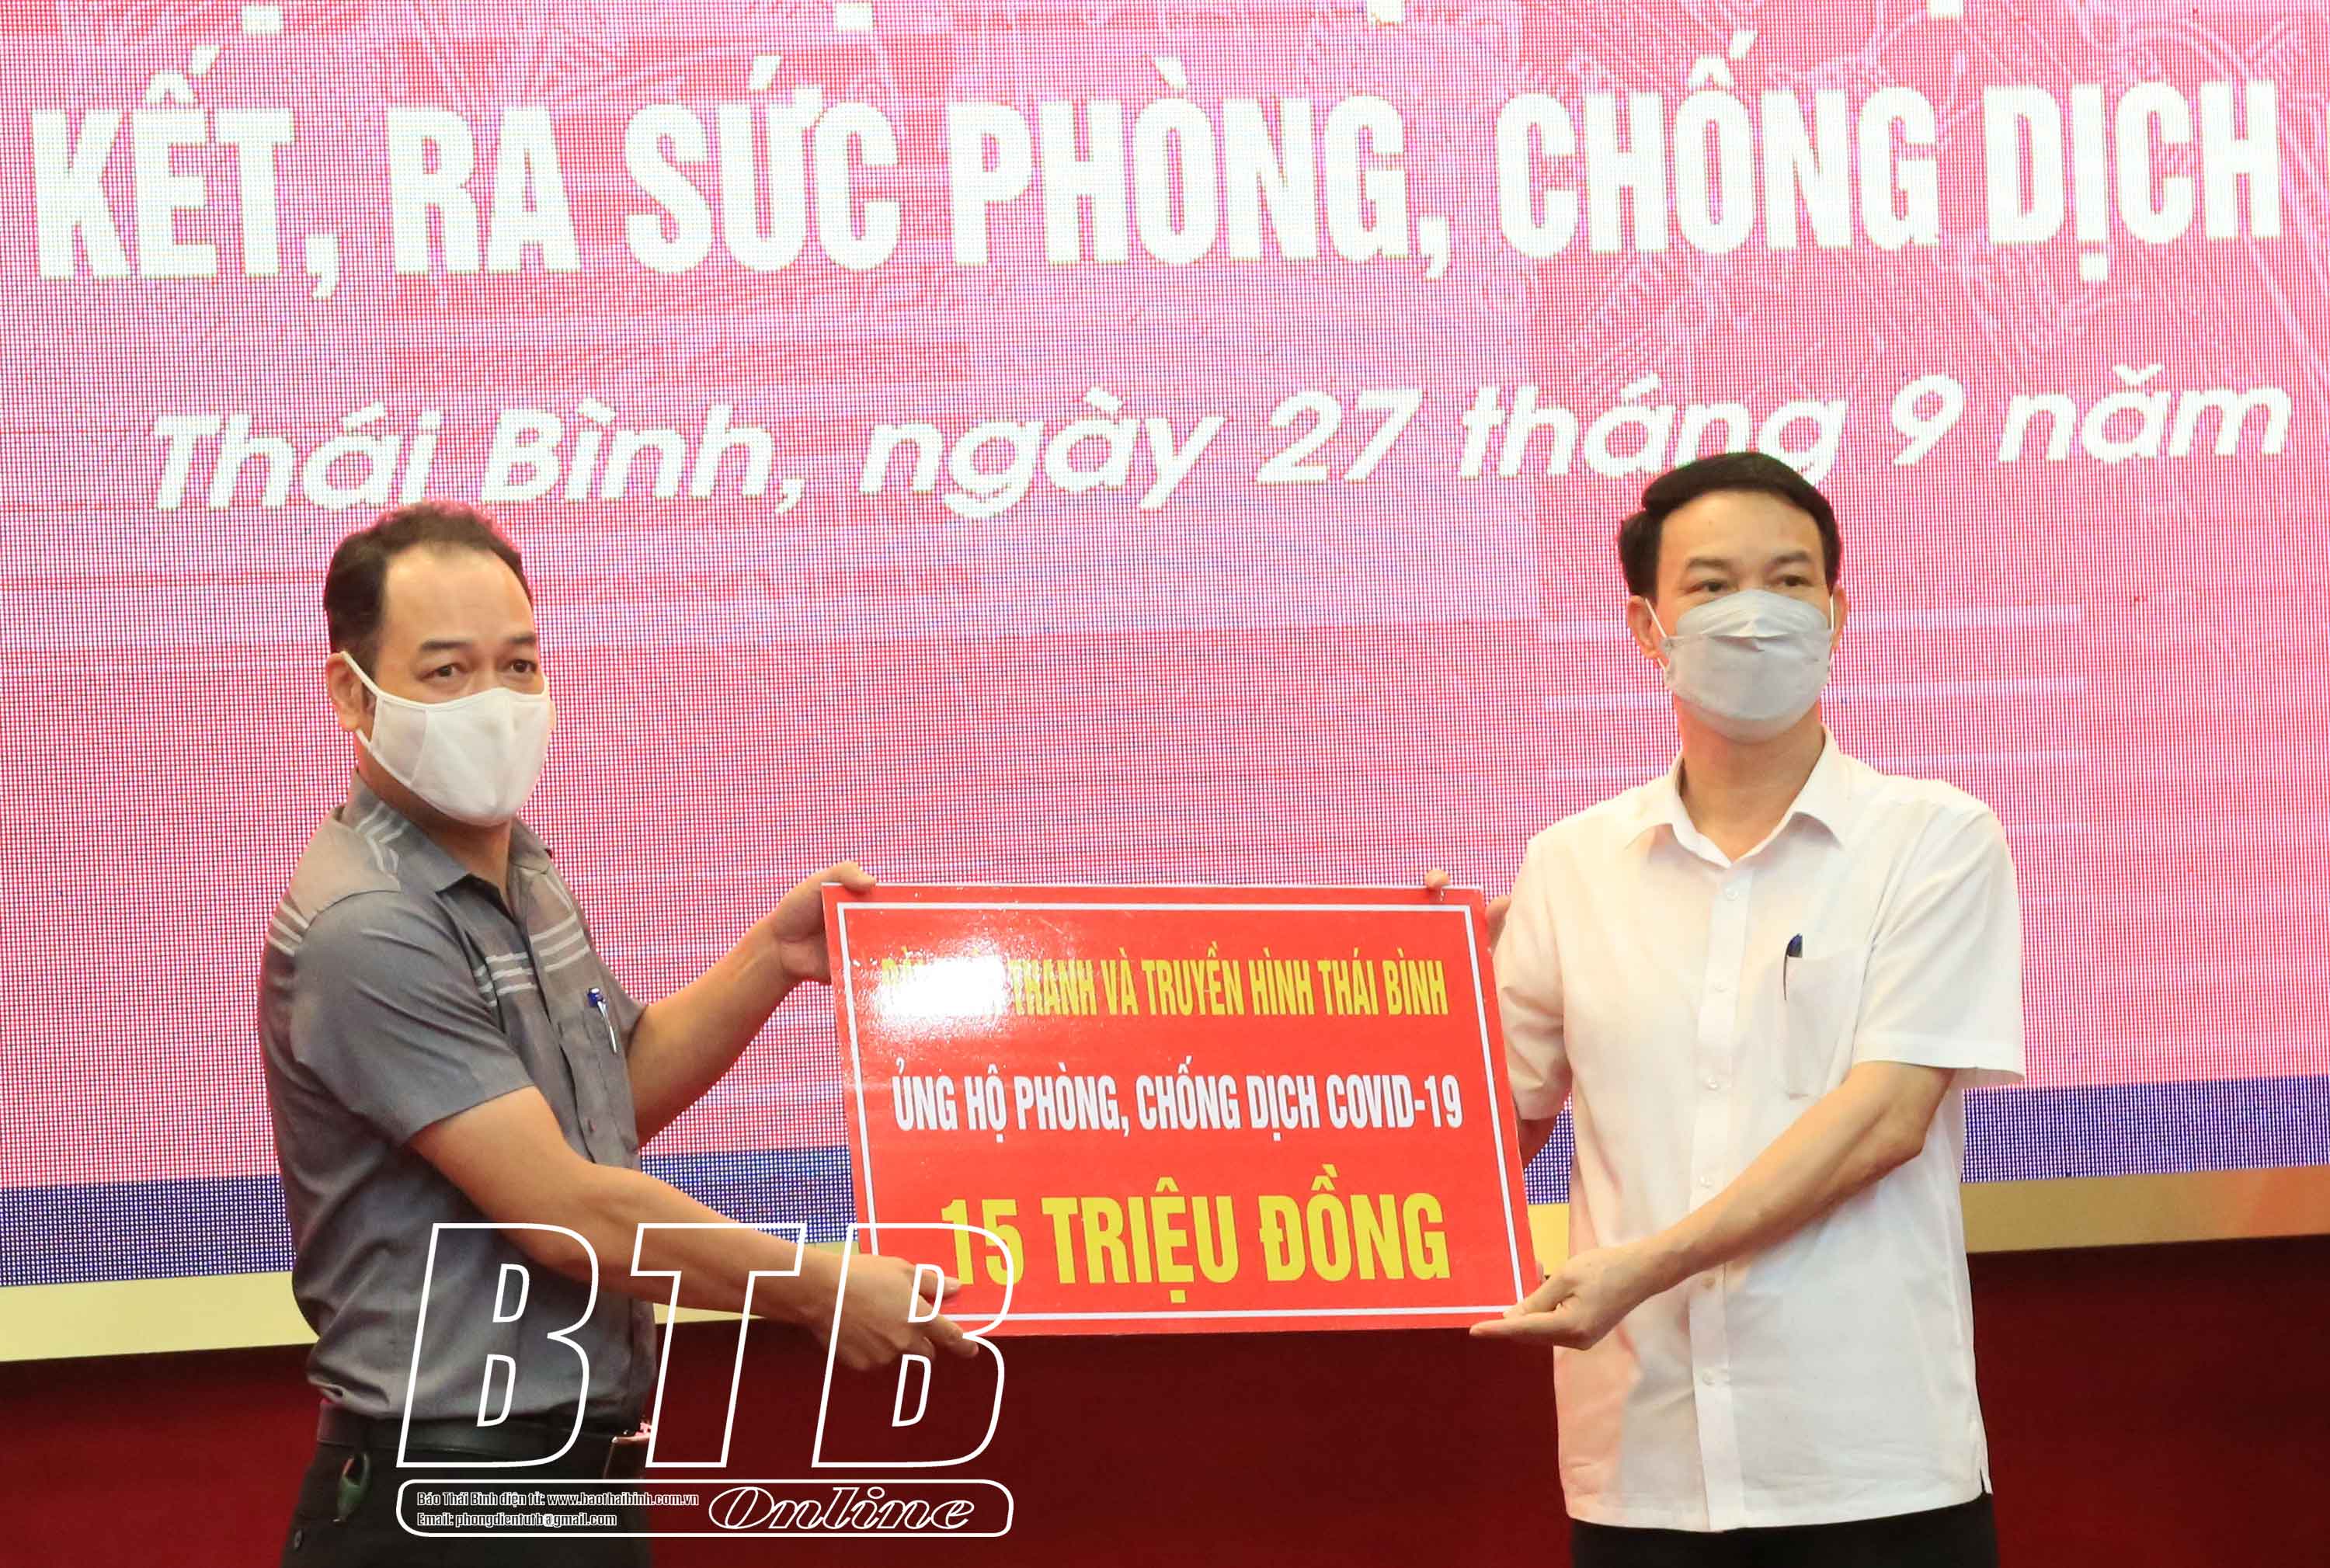 KẾT, RA SỨC PHÒNG, CHỐNG DỊCH
Thái Bình, ngày 27 tháng 9 năm
THANH VÀ TRUYỀN HÌNH THÁI BÌNH
ỦNG HỘ PHÒNG, CHỐNG DỊCH COVID-19
15 TRIỆU ĐỒNG
BTB
Báo Thái Bình điện tử: www.baothaibinh.com.vn
Email: phongdientutb@gmail.com
Online